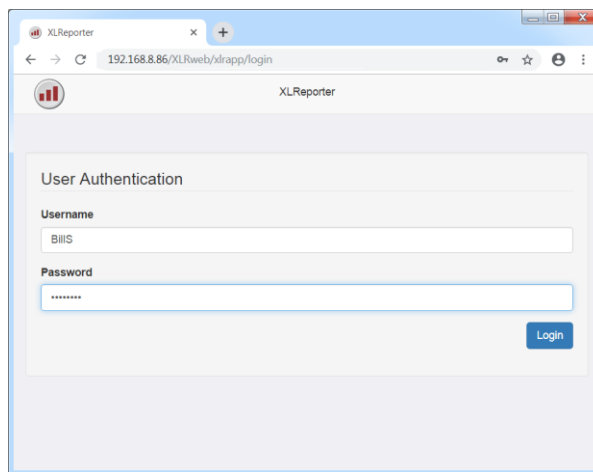 XLReporter
192.168.8.86/XLRweb/xlrapp/login
XLReporter
User Authentication
Username
BillS
Password
••••••••
Login